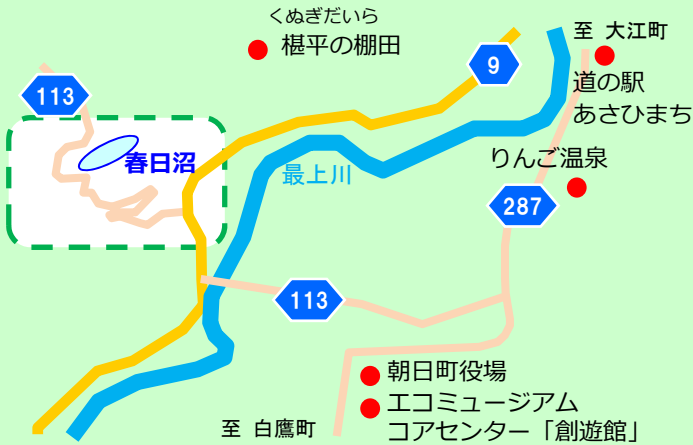 くぬぎだいら
椹平の棚田
至 大江町
9
道の駅
あさひまち
113
春日沼
最上川
りんご温泉
287
113
朝日町役場
エコミュージアム
コアセンター「創遊館」
至 白鷹町